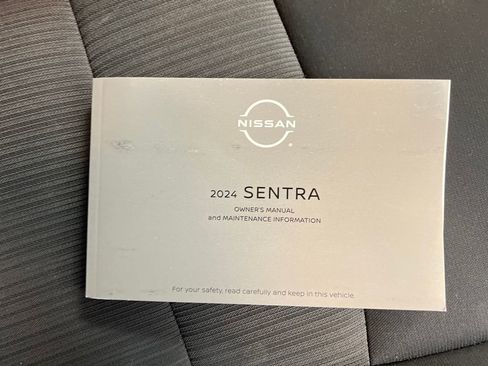 NISSAN
2024 SENTRA
OWNER'S MANUAL
and MAINTENANCE INFORMATION
For your safety, read carefully and keep in this vehicle.